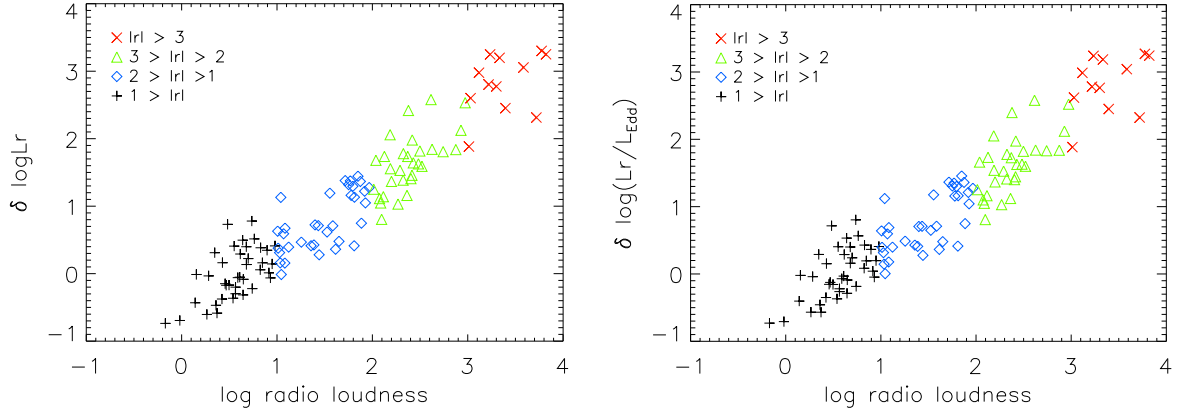 4
3
2
1
0
−1
δ logLr
|r| > 3
3 > |r| > 2
2 > |r| >1
1 > |r|
−1 0 1 2 3 4
log radio loudness
4
3
2
1
0
−1
δ log(Lr/L_Edd)
|r| > 3
3 > |r| > 2
2 > |r| >1
1 > |r|
−1 0 1 2 3 4
log radio loudness